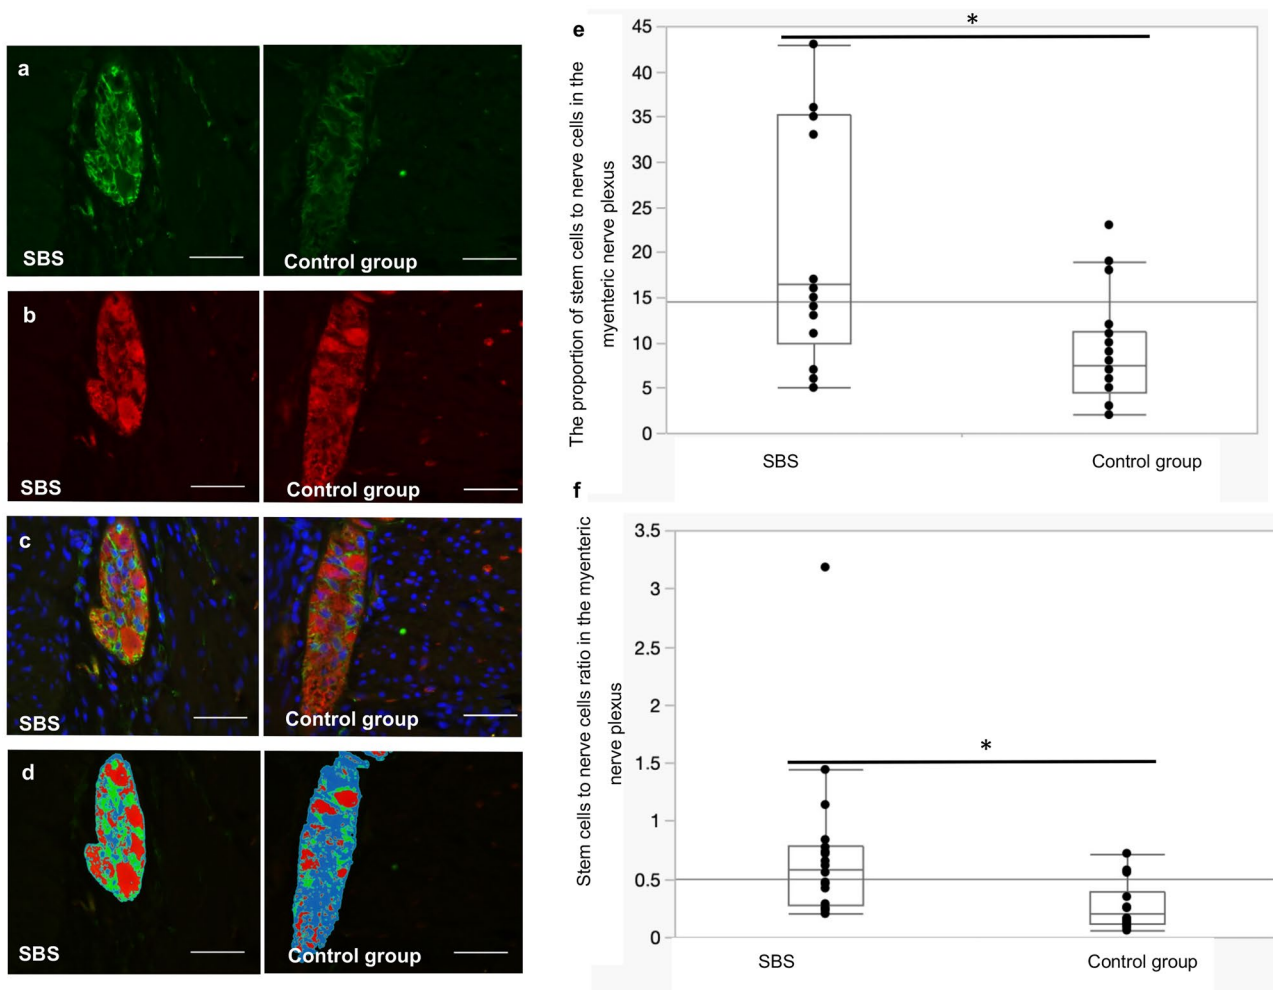 a
SBS
Control group
b
SBS
Control group
c
SBS
Control group
d
SBS
Control group
e
*
The proportion of stem cells to nerve cells in the
myenteric nerve plexus
45
40
35
30
25
20
15
10
5
0
SBS
Control group
f
*
Stem cells to nerve cells ratio in the myenteric
nerve plexus
3.5
3
2.5
2
1.5
1
0.5
0
SBS
Control group